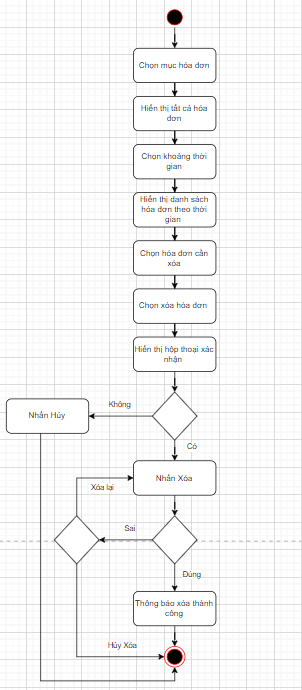 Chọn mục hóa đơn
Hiển thị tất cả hóa
đơn
Chọn khoảng thời
gian
Hiển thị danh sách
hóa đơn theo thời
gian
Chọn hóa đơn cần
xóa
Chọn xóa hóa đơn
Hiển thị hộp thoại xác
nhận
Không
Nhấn Hủy
Có
Nhấn Xóa
Xóa lại
Sai
Đúng
Thông báo xóa thành
công
Hủy Xóa